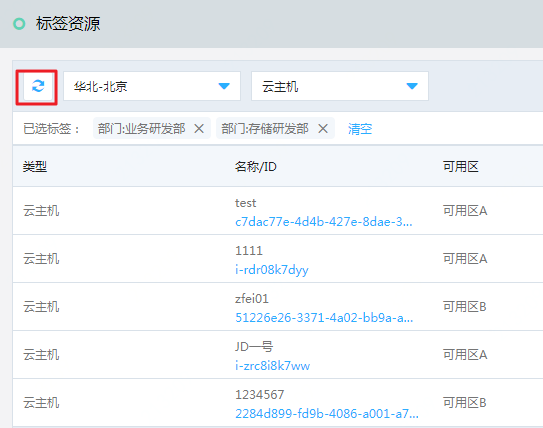 标签资源
华北-北京 云主机
已选标签： 部门:业务研发部 部门:存储研发部 清空
类型 名称/ID 可用区
云主机 test 可用区A
c7dac77e-4d4b-427e-8dae-3...
云主机 1111 可用区A
i-rdr08k7dyy
云主机 zfei01 可用区B
51226e26-3371-4a02-bb9a-a...
云主机 JD一号 可用区A
i-zrc8i8k7ww
云主机 1234567 可用区B
2284d899-fd9b-4086-a001-a7...